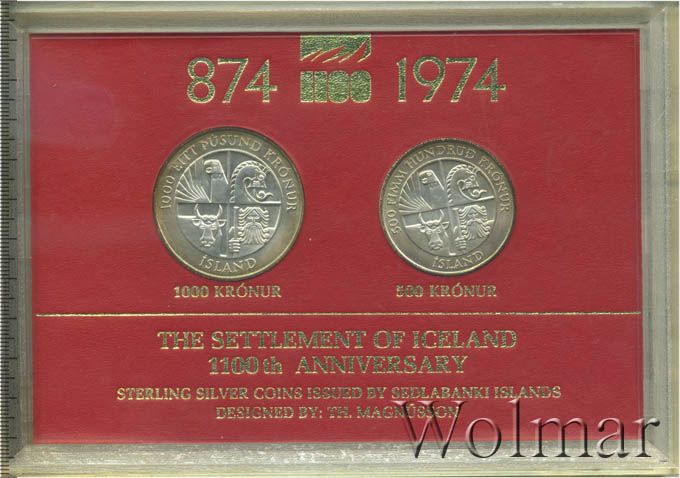 874 1100 1974
1000 EITT ÞÚSUND KRÓNUR
ÍSLAND
500 FIMM HUNDRUÐ KRÓNUR
ÍSLAND
1000 KRÓNUR
500 KRÓNUR
THE SETTLEMENT OF ICELAND
1100th ANNIVERSARY
STERLING SILVER COINS ISSUED BY SEDLABANKI ISLANDS
DESIGNED BY: TH. MAGNÚSSON
Wolmar